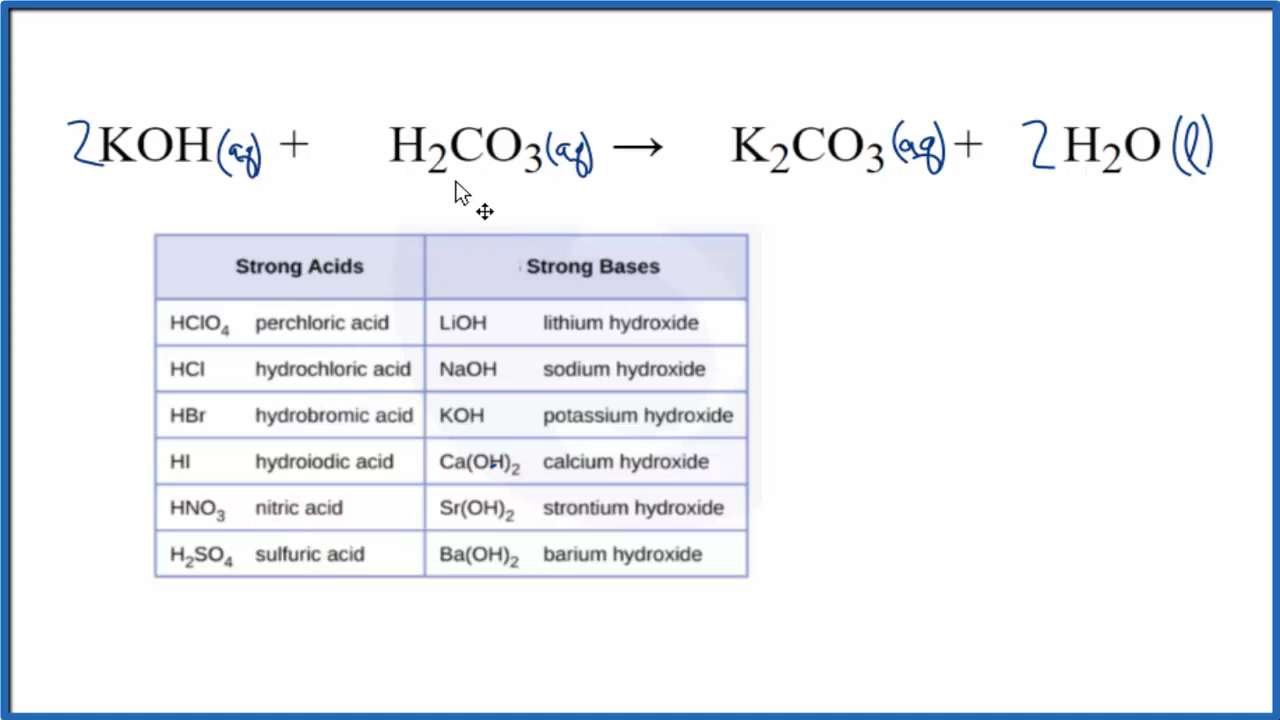 2KOH(aq) + H₂CO₃(aq) → K₂CO₃(aq) + 2H₂O(l)
Strong Acids Strong Bases
HClO₄ perchloric acid LiOH lithium hydroxide
HCl hydrochloric acid NaOH sodium hydroxide
HBr hydrobromic acid KOH potassium hydroxide
HI hydroiodic acid Ca(OH)₂ calcium hydroxide
HNO₃ nitric acid Sr(OH)₂ strontium hydroxide
H₂SO₄ sulfuric acid Ba(OH)₂ barium hydroxide